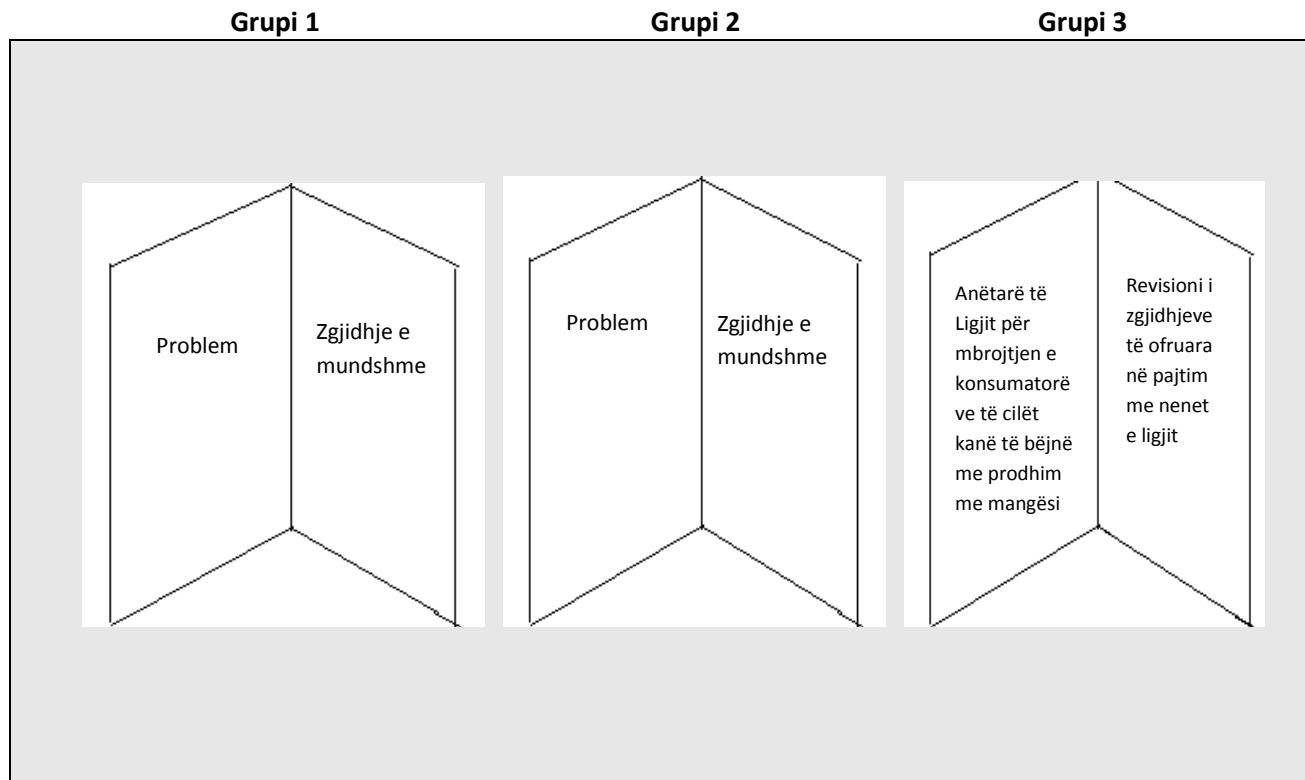 Grupi 1
Grupi 2
Grupi 3
Problem
Zgjidhje e
mundshme
Problem
Zgjidhje e
mundshme
Anëtarë të
Ligjit për
mbrojtjen e
konsumatorë
ve të cilët
kanë të bëjnë
me prodhim
me mangësi
Revisioni i
zgjidhjeve
të ofruara
në pajtim
me nenet
e ligjit